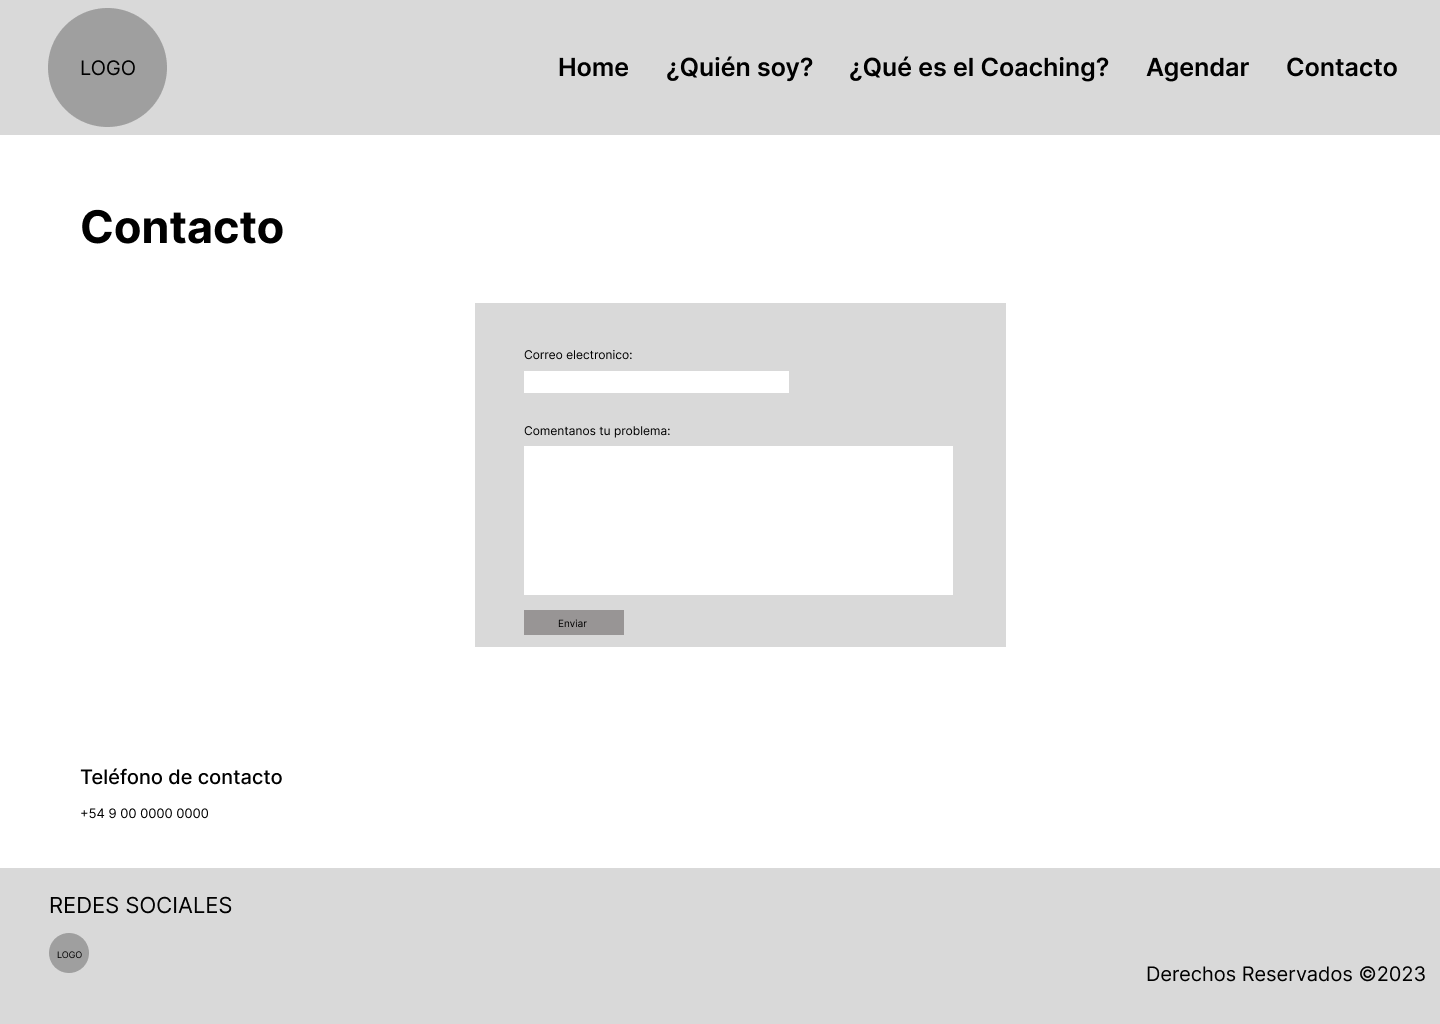 LOGO
Home ¿Quién soy? ¿Qué es el Coaching? Agendar Contacto
Contacto
Correo electronico:
Comentanos tu problema:
Enviar
Teléfono de contacto
+54 9 00 0000 0000
REDES SOCIALES
LOGO
Derechos Reservados ©2023